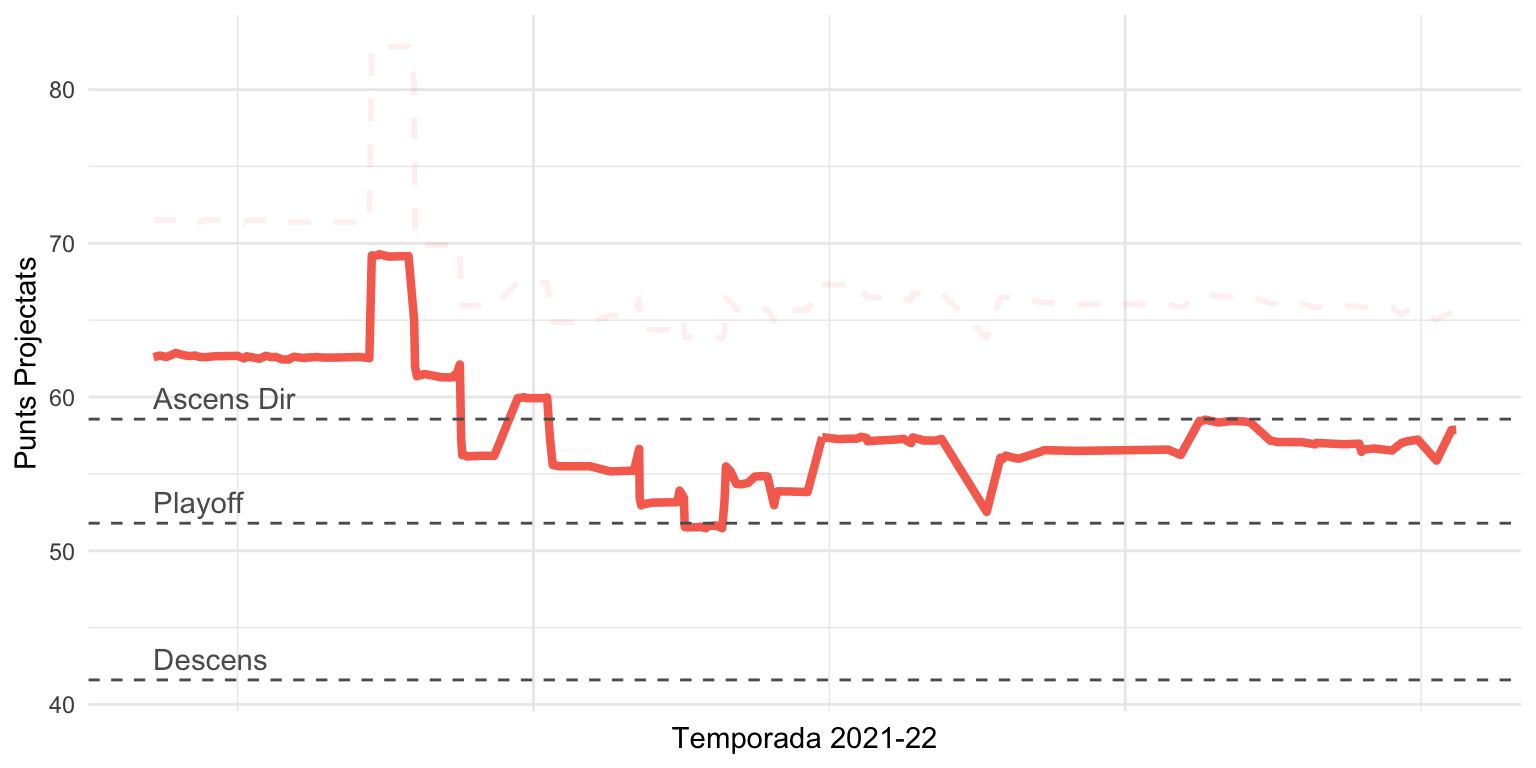 80
70
60
50
40
Punts Projectats
Ascens Dir
Playoff
Descens
Temporada 2021-22